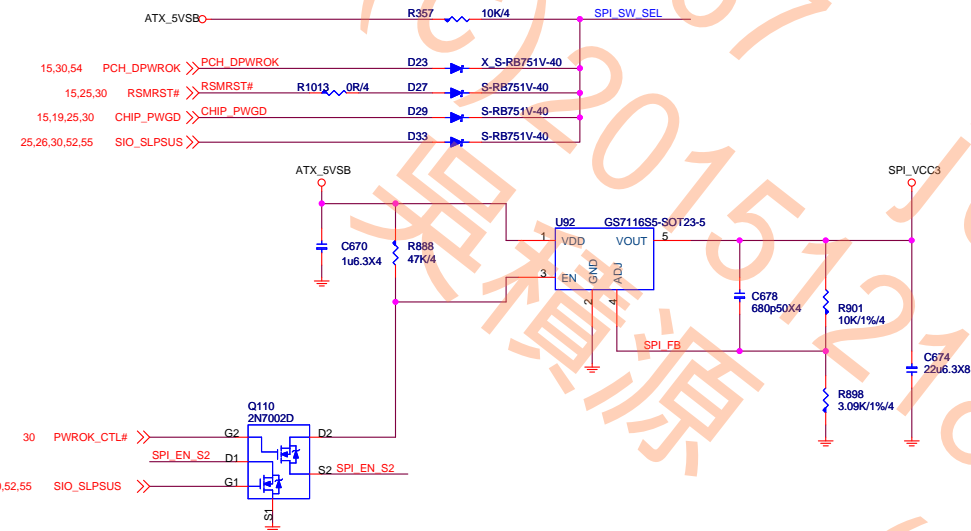 ATX_5VSB R357 10K/4 SPI_SW_SEL
15,30,54 PCH_DPWROK PCH_DPWROK D23 X_S-RB751V-40
15,25,30 RSMRST# RSMRST# R1013 0R/4 D27 S-RB751V-40
15,19,25,30 CHIP_PWGD CHIP_PWGD D29 S-RB751V-40
25,26,30,52,55 SIO_SLPSUS D33 S-RB751V-40
ATX_5VSB SPI_VCC3
U92 GS7116S5-SOT23-5
1 VDD VOUT 5
C670 1u6.3X4
R888 47K/4
3 EN GND ADJ
2 4
C678 680p50X4
R901 10K/1%/4
SPI_FB
C674 22u6.3X8
R898 3.09K/1%/4
Q110
2N7002D
30 PWROK_CTL# G2 D2
SPI_EN_S2 D1 S2 SPI_EN_S2
,52,55 SIO_SLPSUS G1
S1
吳積源
(c)
20151218